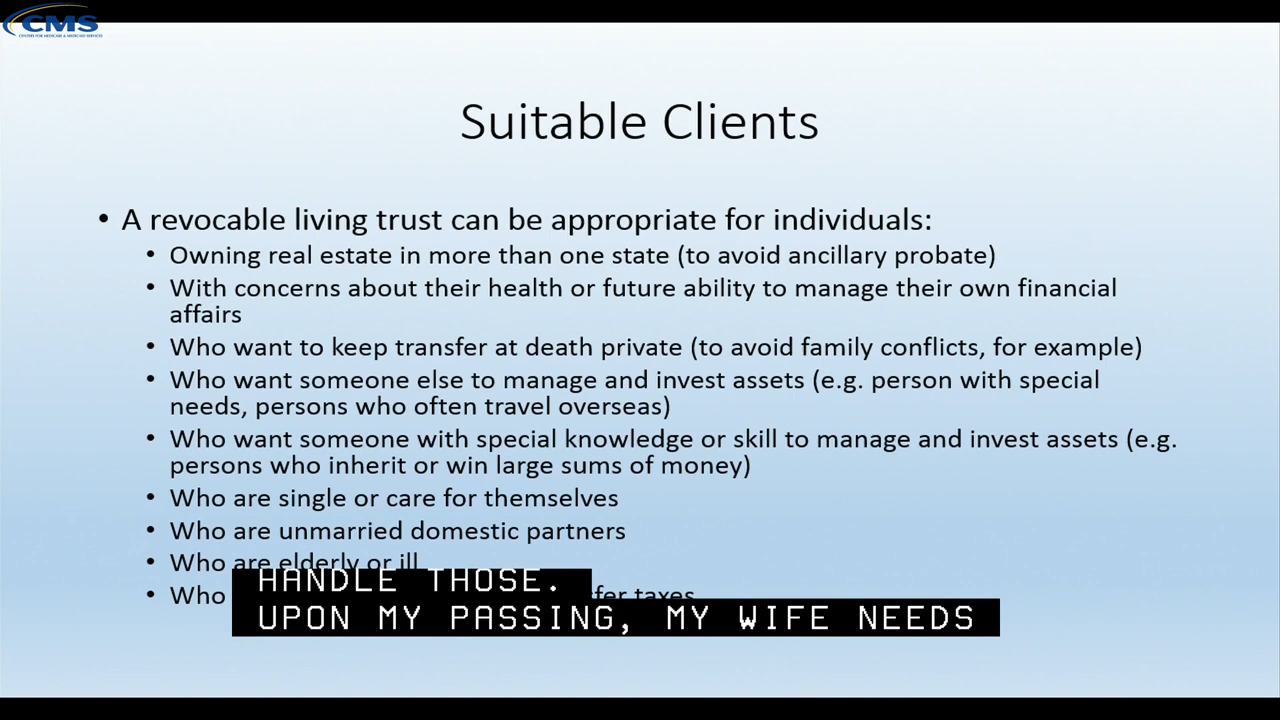 CMS
CENTERS FOR MEDICARE & MEDICAID SERVICES
Suitable Clients
• A revocable living trust can be appropriate for individuals:
• Owning real estate in more than one state (to avoid ancillary probate)
• With concerns about their health or future ability to manage their own financial
affairs
• Who want to keep transfer at death private (to avoid family conflicts, for example)
• Who want someone else to manage and invest assets (e.g. person with special
needs, persons who often travel overseas)
• Who want someone with special knowledge or skill to manage and invest assets (e.g.
persons who inherit or win large sums of money)
• Who are single or care for themselves
• Who are unmarried domestic partners
• Who are elderly or ill
• Who taxes
HANDLE THOSE.
UPON MY PASSING, MY WIFE NEEDS